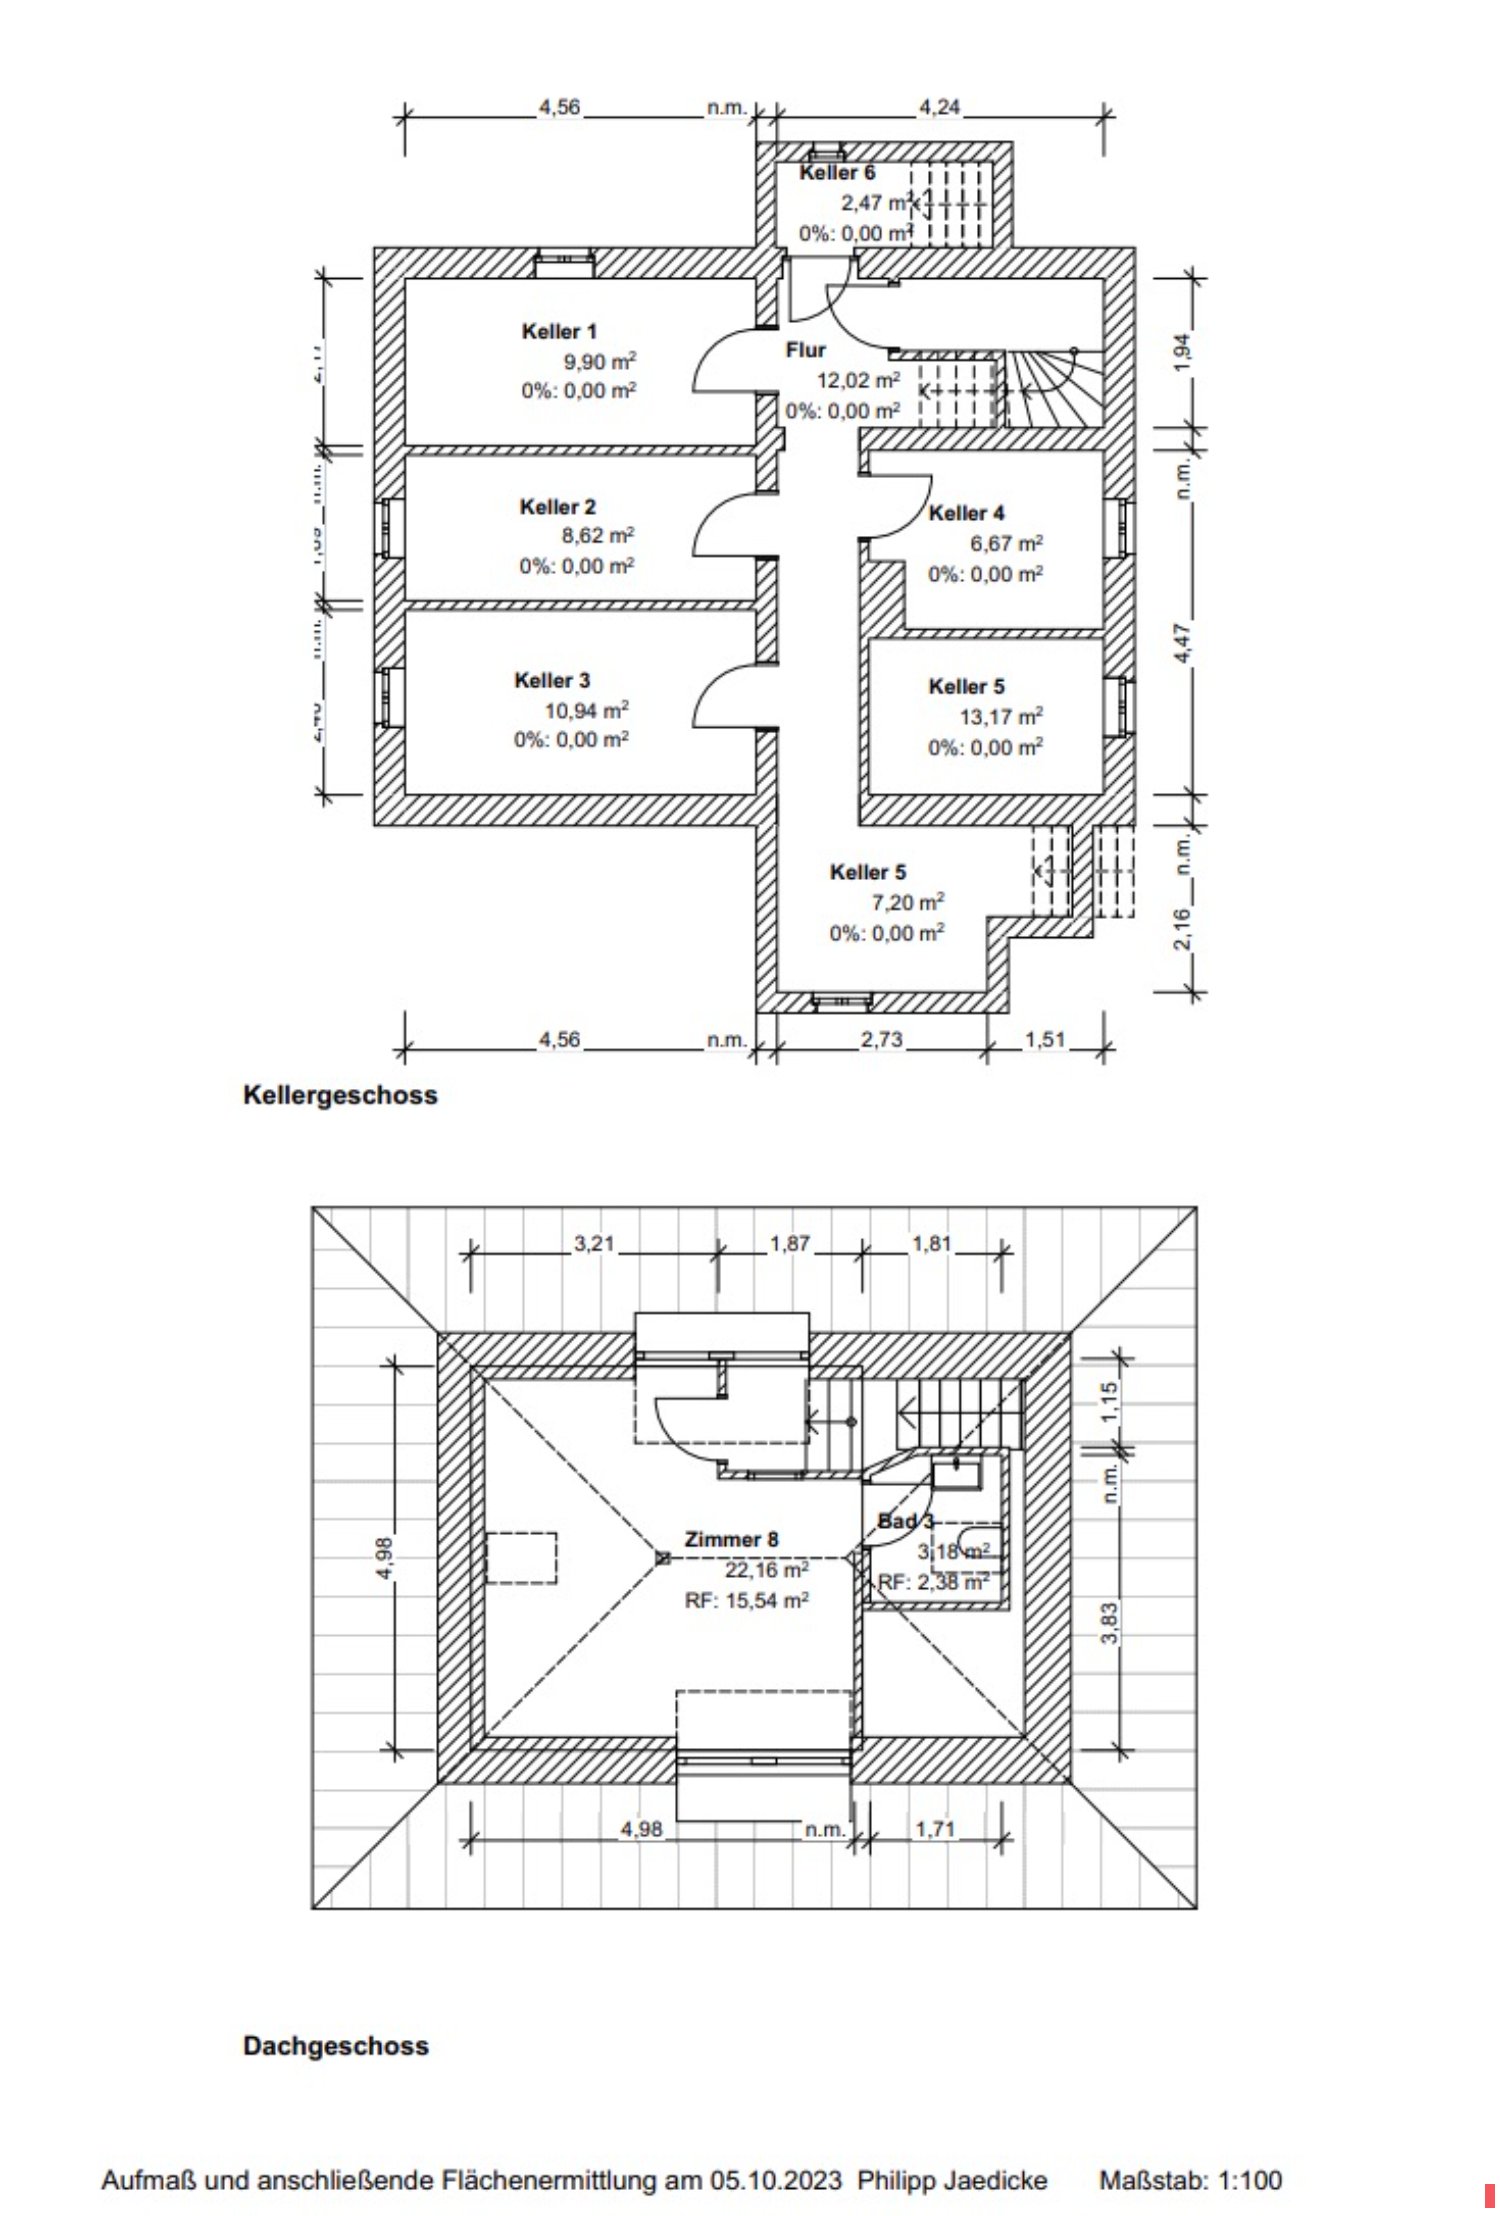 4,56 n.m. 4,24
Keller 6
2,47 m²
0%: 0,00 m²
Keller 1
9,90 m²
0%: 0,00 m²
Flur
12,02 m²
0%: 0,00 m²
1,94
n.m.
Keller 2
8,62 m²
0%: 0,00 m²
Keller 4
6,67 m²
0%: 0,00 m²
4,47
Keller 3
10,94 m²
0%: 0,00 m²
Keller 5
13,17 m²
0%: 0,00 m²
n.m.
Keller 5
7,20 m²
0%: 0,00 m²
2,16
4,56 n.m. 2,73 1,51
Kellergeschoss
3,21 1,87 1,81
1,15
n.m.
4,98
Zimmer 8
22,16 m²
RF: 15,54 m²
Bad 3
3,18 m²
RF: 2,38 m²
3,83
4,98 n.m. 1,71
Dachgeschoss
Aufmaß und anschließende Flächenermittlung am 05.10.2023 Philipp Jaedicke Maßstab: 1:100